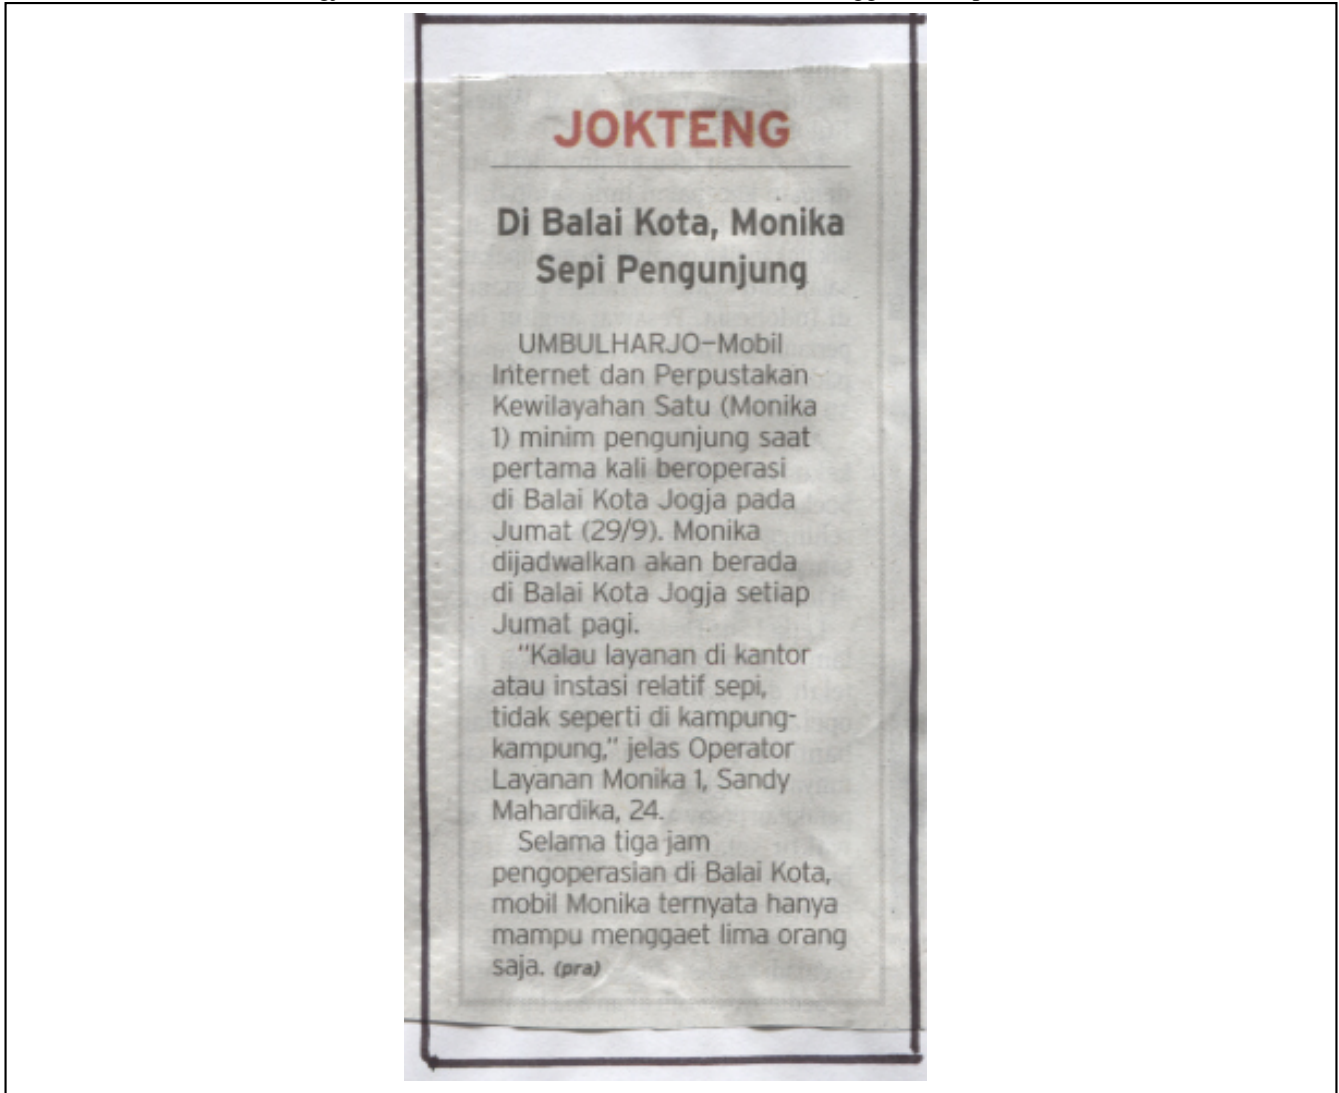 JOKTENG
Di Balai Kota, Monika
Sepi Pengunjung
UMBULHARJO–Mobil
Internet dan Perpustakan
Kewilayahan Satu (Monika
1) minim pengunjung saat
pertama kali beroperasi
di Balai Kota Jogja pada
Jumat (29/9). Monika
dijadwalkan akan berada
di Balai Kota Jogja setiap
Jumat pagi.
"Kalau layanan di kantor
atau instasi relatif sepi,
tidak seperti di kampung-
kampung," jelas Operator
Layanan Monika 1, Sandy
Mahardika, 24.
Selama tiga jam
pengoperasian di Balai Kota,
mobil Monika ternyata hanya
mampu menggaet lima orang
saja. (pra)